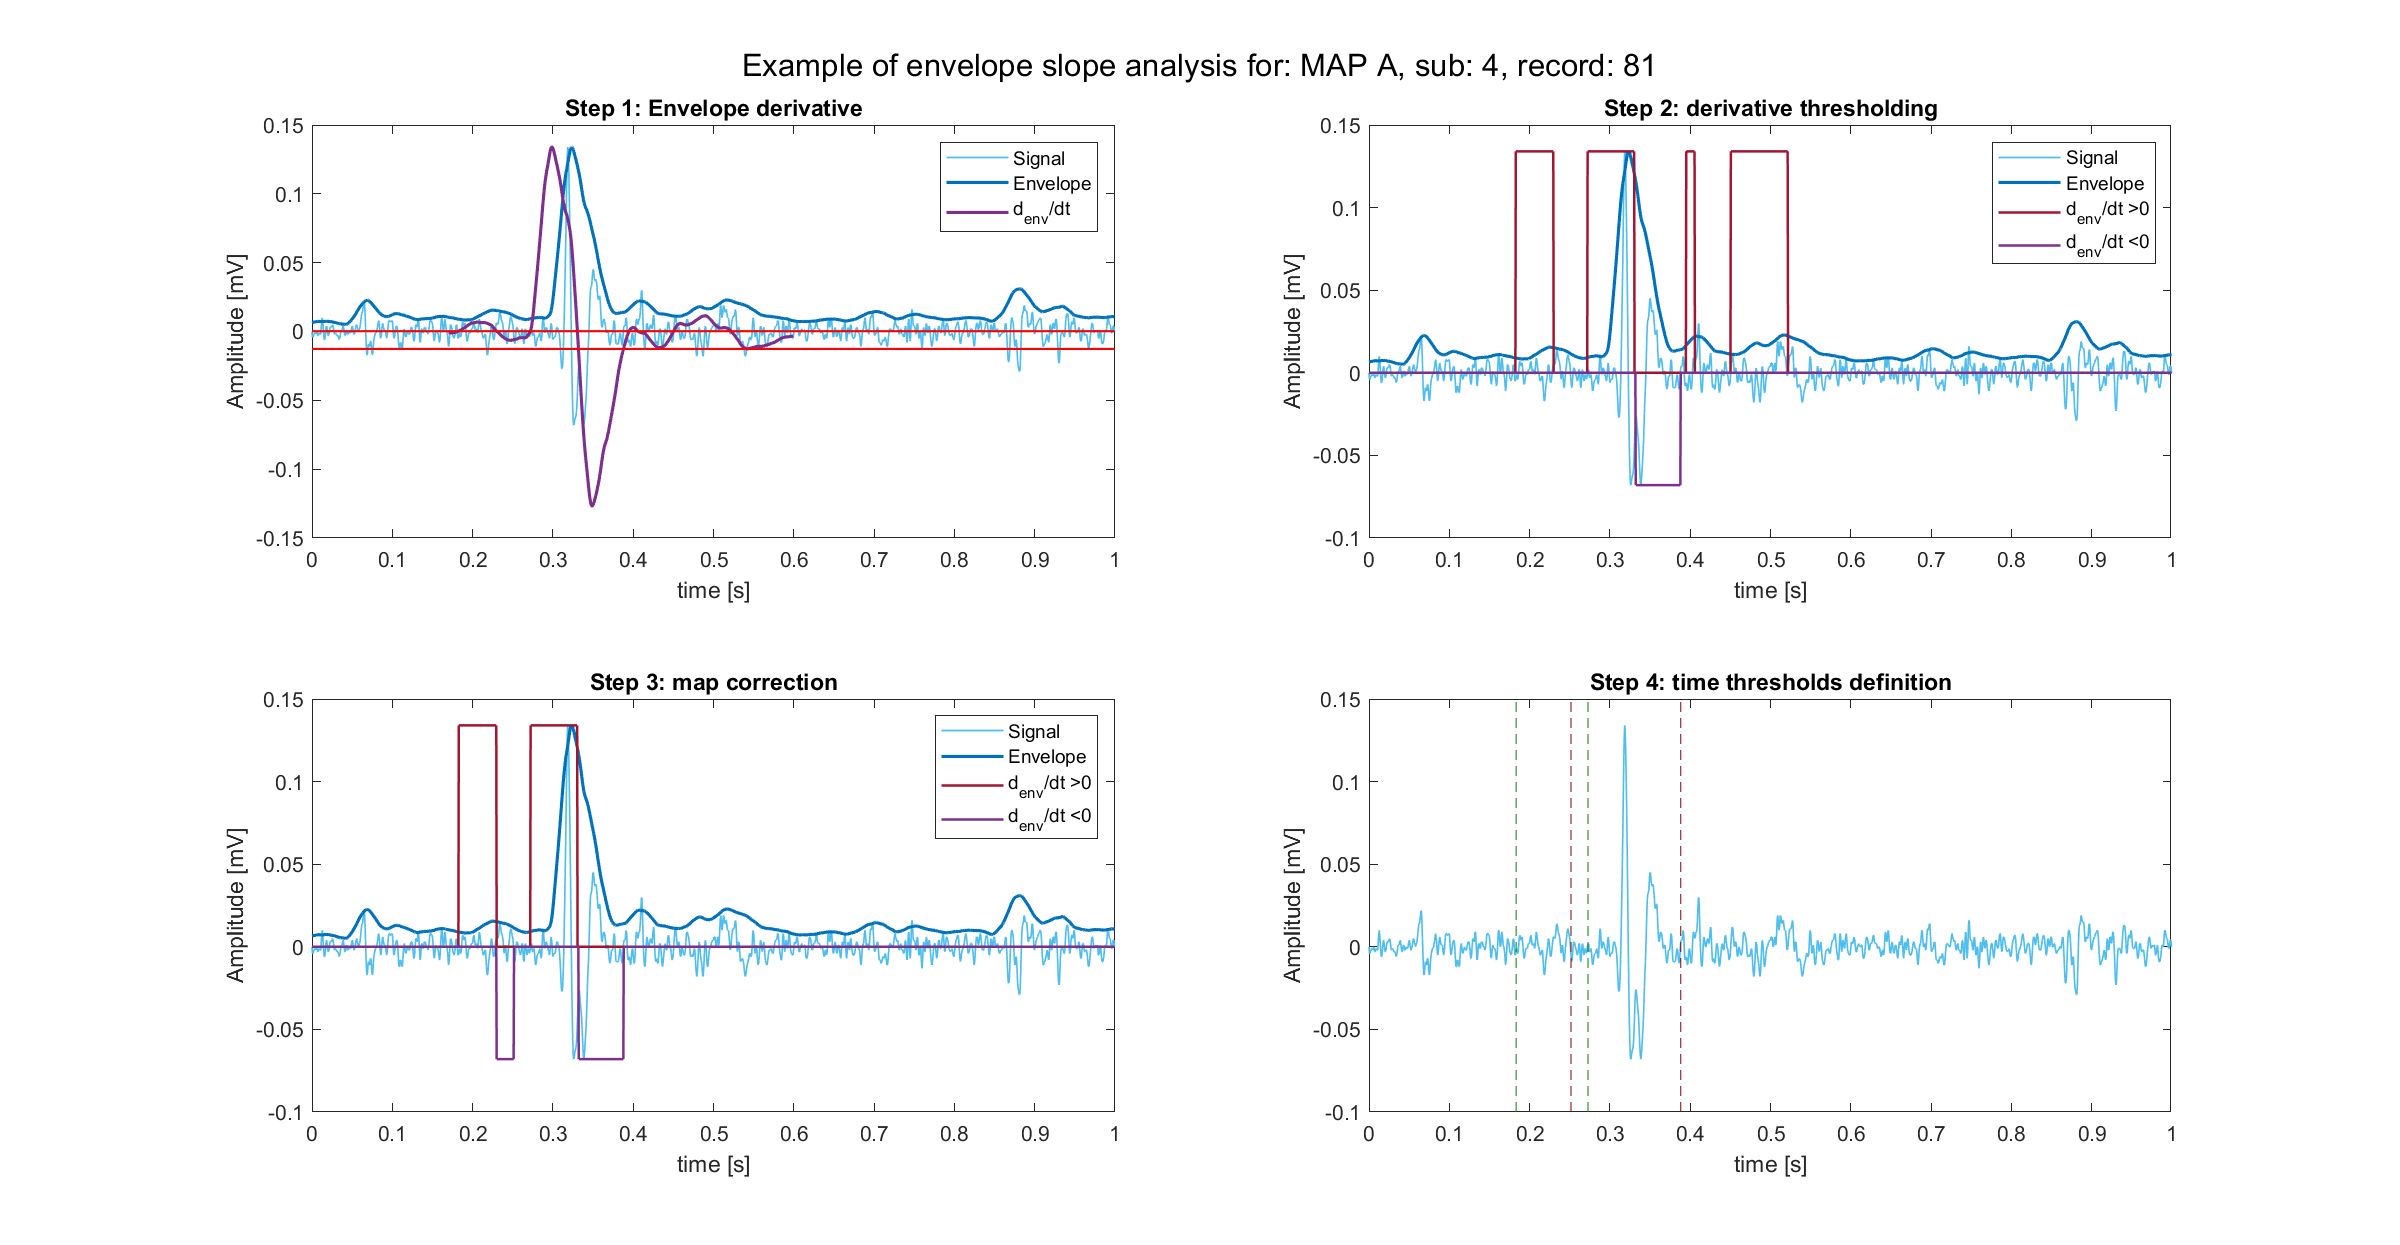 Example of envelope slope analysis for: MAP A, sub: 4, record: 81
Step 1: Envelope derivative
Amplitude [mV]
0.15
0.1
0.05
0
-0.05
-0.1
-0.15
0 0.1 0.2 0.3 0.4 0.5 0.6 0.7 0.8 0.9 1
time [s]
Signal
Envelope
d_env/dt
Step 2: derivative thresholding
Amplitude [mV]
0.15
0.1
0.05
0
-0.05
-0.1
0 0.1 0.2 0.3 0.4 0.5 0.6 0.7 0.8 0.9 1
time [s]
Signal
Envelope
d_env/dt >0
d_env/dt <0
Step 3: map correction
Amplitude [mV]
0.15
0.1
0.05
0
-0.05
-0.1
0 0.1 0.2 0.3 0.4 0.5 0.6 0.7 0.8 0.9 1
time [s]
Signal
Envelope
d_env/dt >0
d_env/dt <0
Step 4: time thresholds definition
Amplitude [mV]
0.15
0.1
0.05
0
-0.05
-0.1
0 0.1 0.2 0.3 0.4 0.5 0.6 0.7 0.8 0.9 1
time [s]